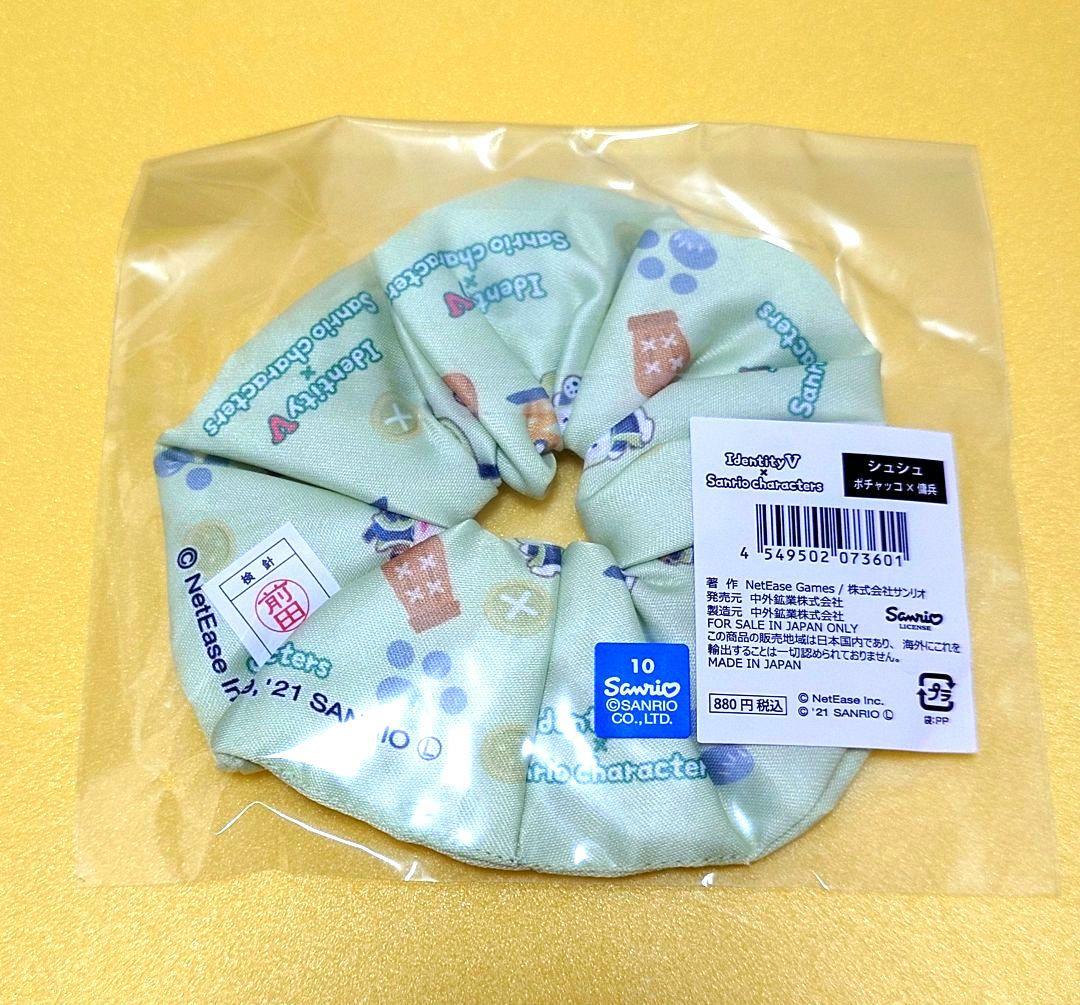 Sanrio characters
×
Identity V
Sanrio characters
×
Identity V
Sanrio characters
Identity V
×
Sanrio characters
シュシュ
ポチャッコ×傭兵
4 549502 073601
著 作 NetEase Games / 株式会社サンリオ
発売元 中外鉱業株式会社
製造元 中外鉱業株式会社
FOR SALE IN JAPAN ONLY
この商品の販売地域は日本国内であり、海外にこれを
輸出することは一切認められておりません。
MADE IN JAPAN
Sanrio
LICENSE
880円税込
© NetEase Inc.
© '21 SANRIO Ⓛ
プラ
袋:PP
検針
前田
© NetEase In
'21 SAN IO Ⓛ
10
Sanrio
©SANRIO
CO., LTD.
×